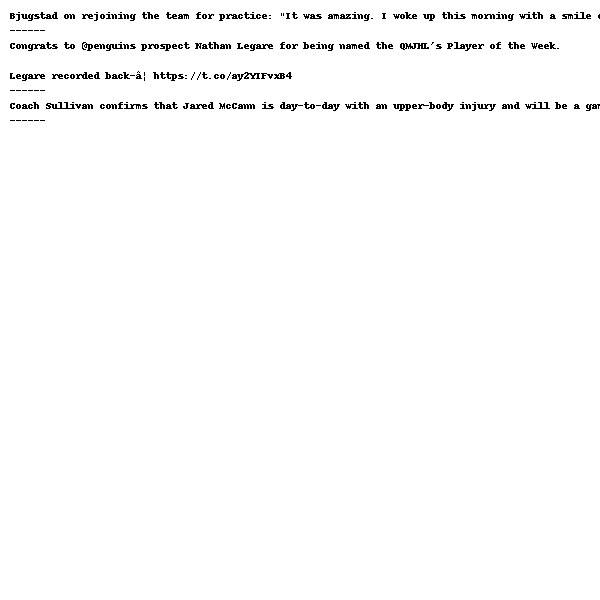 Bjugstad on rejoining the team for practice: "It was amazing. I woke up this morning with a smile
------
Congrats to @penguins prospect Nathan Legare for being named the QMJHL's Player of the Week.
Legare recorded back-â¦ https://t.co/ay2YIFvxB4
------
Coach Sullivan confirms that Jared McCann is day-to-day with an upper-body injury and will be a
------